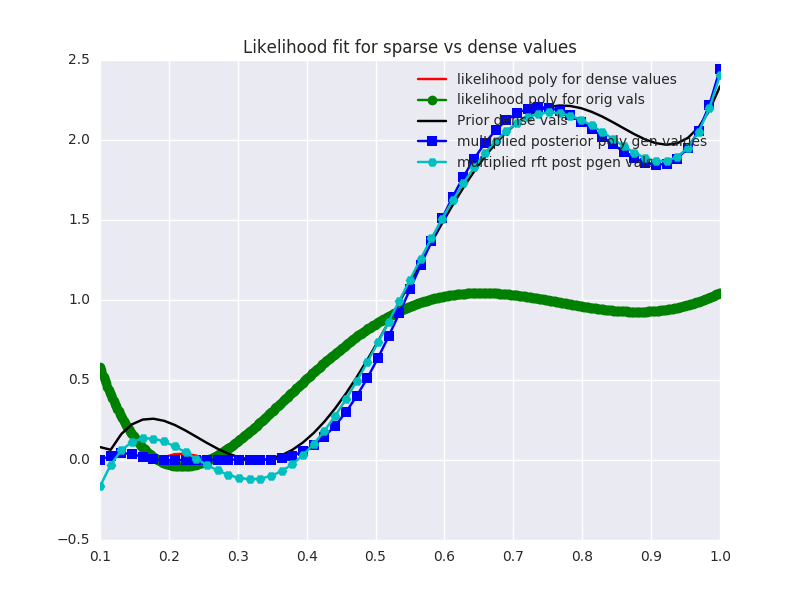 Likelihood fit for sparse vs dense values
2.5
2.0
1.5
1.0
0.5
0.0
−0.5
likelihood poly for dense values
likelihood poly for orig vals
Prior dense vals
multiplied posterior poly gen values
multiplied rft post pgen vals
0.1 0.2 0.3 0.4 0.5 0.6 0.7 0.8 0.9 1.0